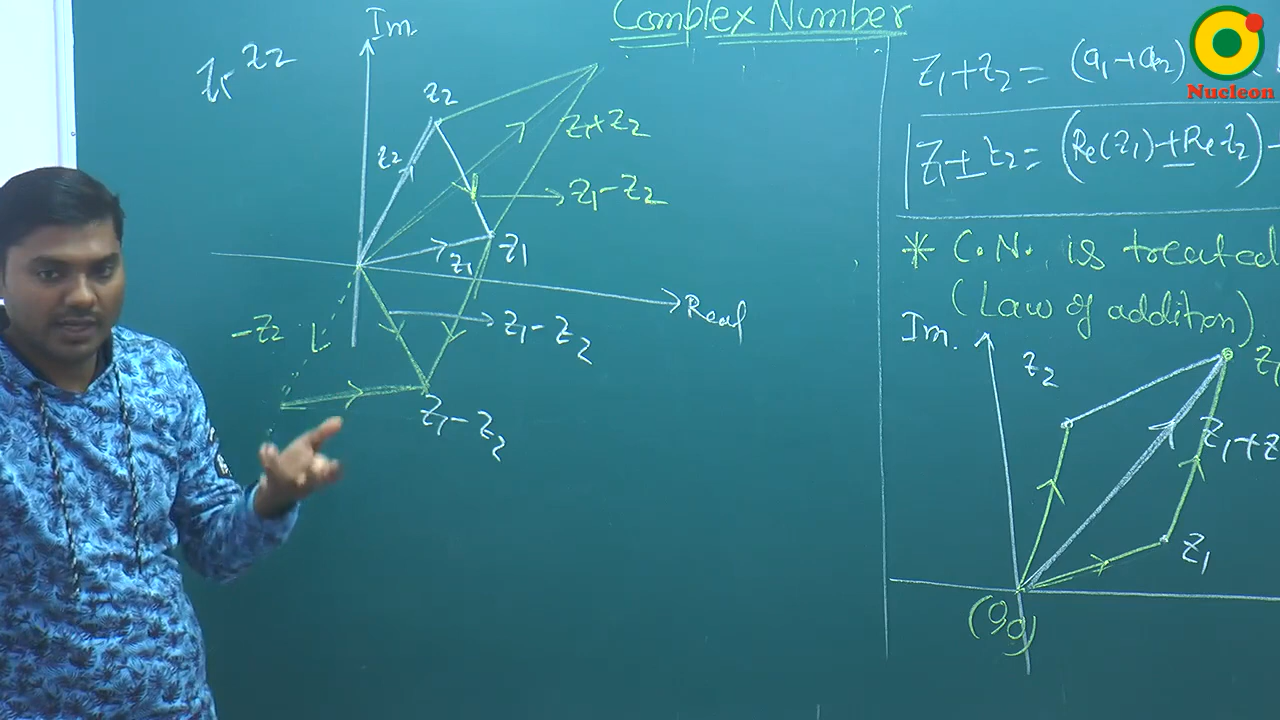 Complex Number
Im.
z₁, z₂
z₂
z₂
z₁+z₂
z₁-z₂
z₁
z₁
Real
-z₂
z₁-z₂
z₁-z₂
Nucleon
z₁+z₂ = (a₁+a₂)
z₁±z₂ = (Re(z₁)±Re z₂)
* C.N. is treated
(Law of addition)
Im.
z₂
z₁
z₁+z
z₁